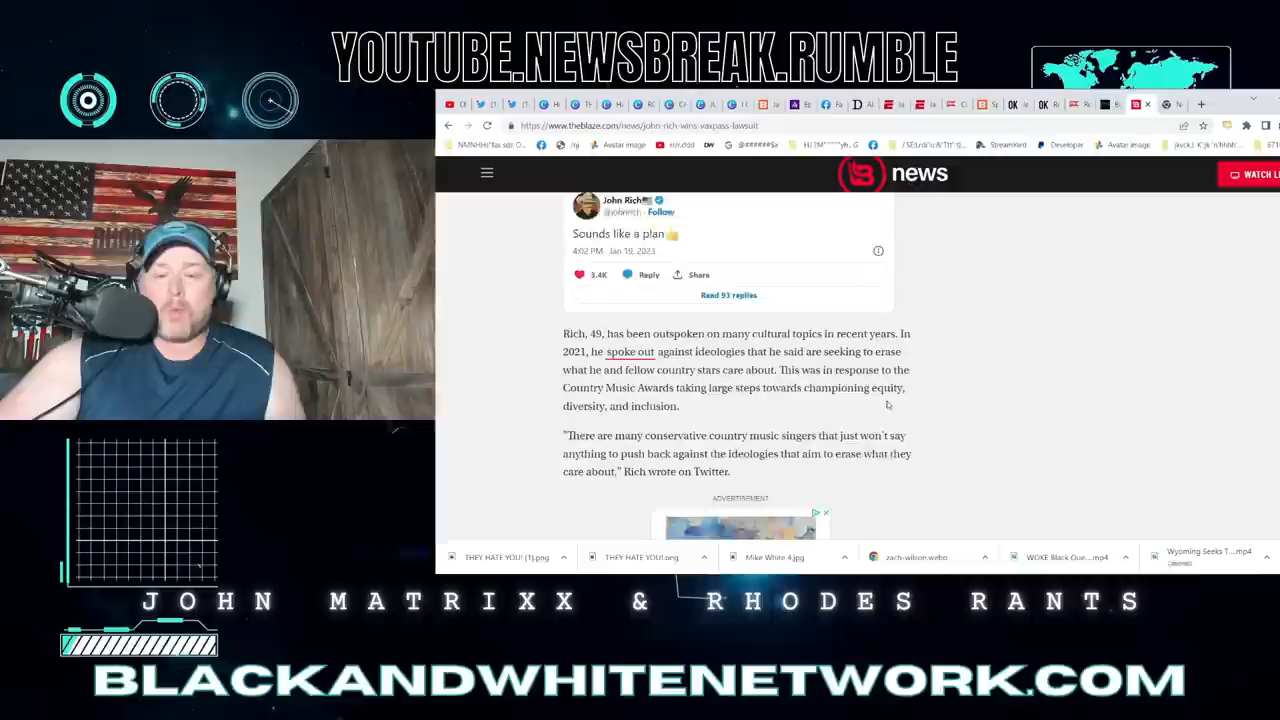 YOUTUBE.NEWSBREAK.RUMBLE
https://www.theblaze.com/news/john-rich-wins-vaxpass-lawsuit
Avatar image
StreamYard
Developer
Avatar image
news
WATCH
John Rich
@johnrich · Follow
Sounds like a plan
4:02 PM · Jan 19, 2023
3.4K Reply Share
Read 93 replies
Rich, 49, has been outspoken on many cultural topics in recent years. In
2021, he spoke out against ideologies that he said are seeking to erase
what he and fellow country stars care about. This was in response to the
Country Music Awards taking large steps towards championing equity,
diversity, and inclusion.
"There are many conservative country music singers that just won't say
anything to push back against the ideologies that aim to erase what they
care about," Rich wrote on Twitter.
ADVERTISEMENT
THEY HATE YOU! (1).png
THEY HATE YOU!.png
Mike White 4.jpg
zach-wilson.webp
WOKE Black Que....mp4
Wyoming Seeks T....mp4
JOHN MATRIXX & RHODES RANTS
BLACKANDWHITENETWORK.COM